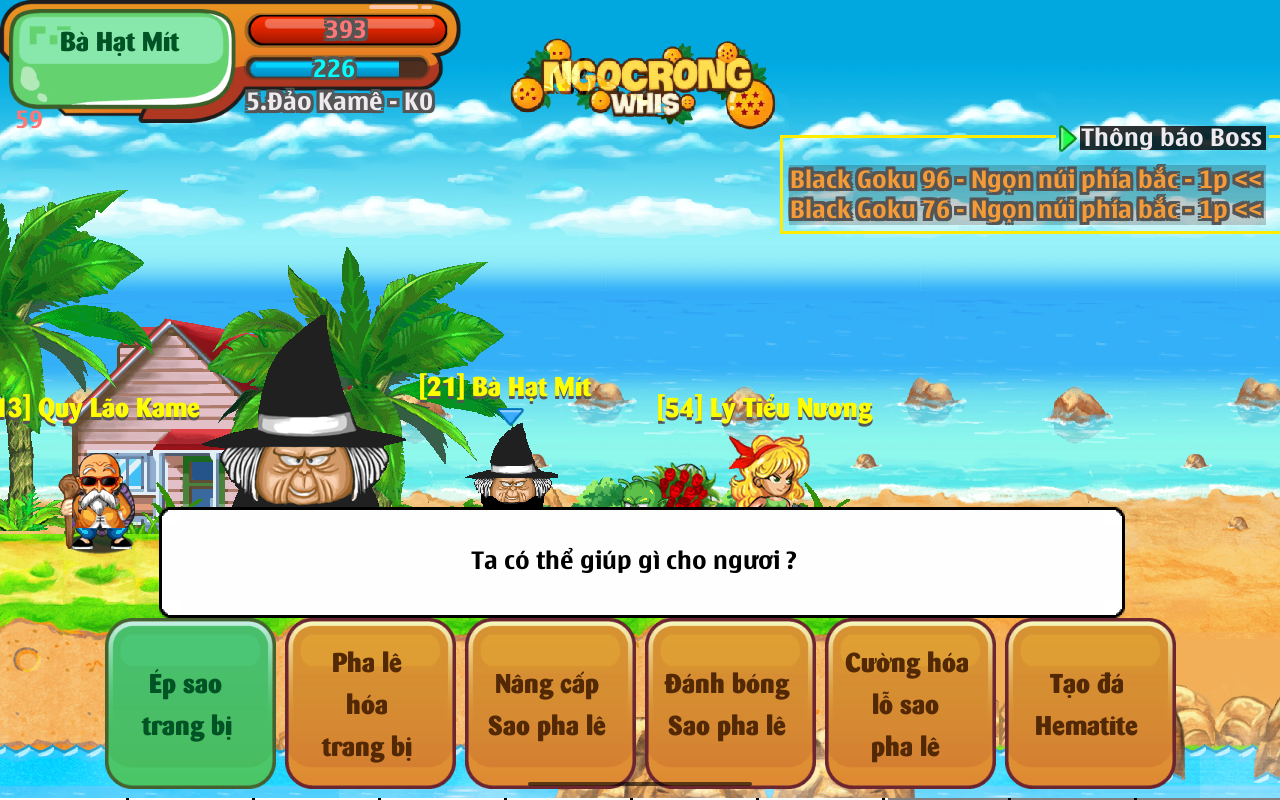 Bà Hạt Mít
393
226
5.Đảo Kamê - K0
59
NGOCRONG
WHIS
Thông báo Boss
Black Goku 96 - Ngọn núi phía bắc - 1p <<
Black Goku 76 - Ngọn núi phía bắc - 1p <<
13] Quy Lão Kame
[21] Bà Hạt Mít
[54] Lý Tiểu Nương
Ta có thể giúp gì cho ngươi ?
Ép sao
trang bị
Pha lê
hóa
trang bị
Nâng cấp
Sao pha lê
Đánh bóng
Sao pha lê
Cường hóa
lỗ sao
pha lê
Tạo đá
Hematite